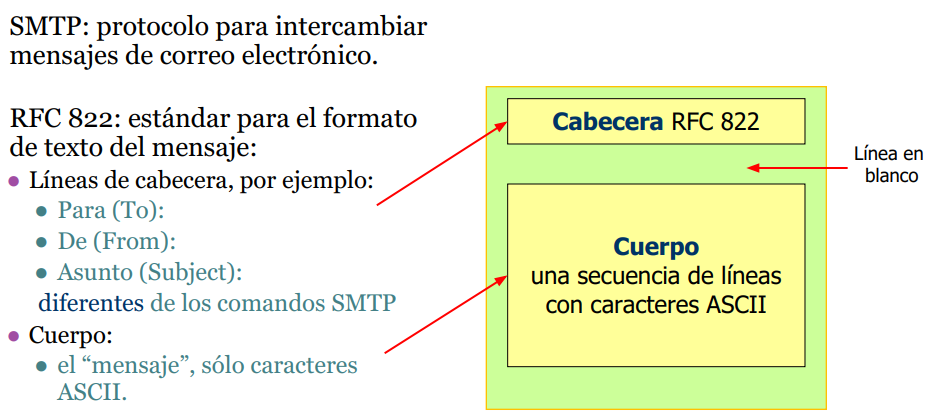 SMTP: protocolo para intercambiar
mensajes de correo electrónico.
RFC 822: estándar para el formato
de texto del mensaje:
Líneas de cabecera, por ejemplo:
Para (To):
De (From):
Asunto (Subject):
diferentes de los comandos SMTP
Cuerpo:
el “mensaje”, sólo caracteres
ASCII.
Cabecera RFC 822
Línea en
blanco
Cuerpo
una secuencia de líneas
con caracteres ASCII